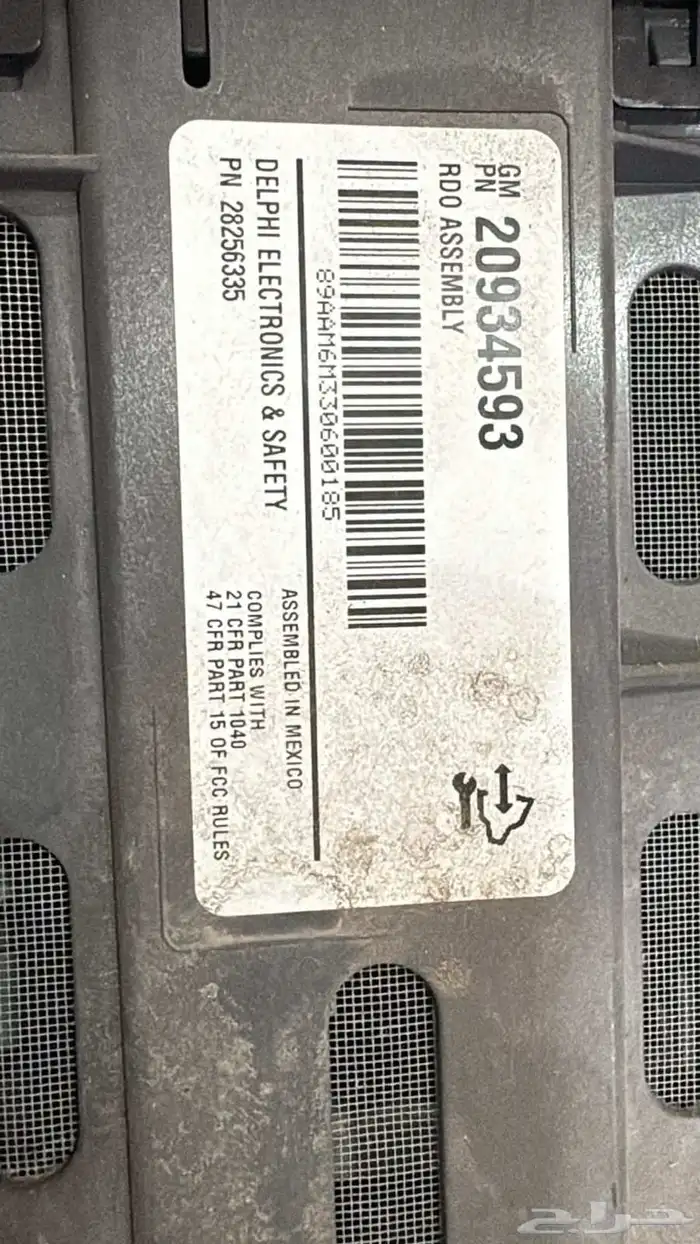 GM
PN 20934593
RDO ASSEMBLY
89AAM6M330600185
DELPHI ELECTRONICS & SAFETY
PN 28256335
ASSEMBLED IN MEXICO
COMPLIES WITH
21 CFR PART 1040
47 CFR PART 15 OF FCC RULES
حراج